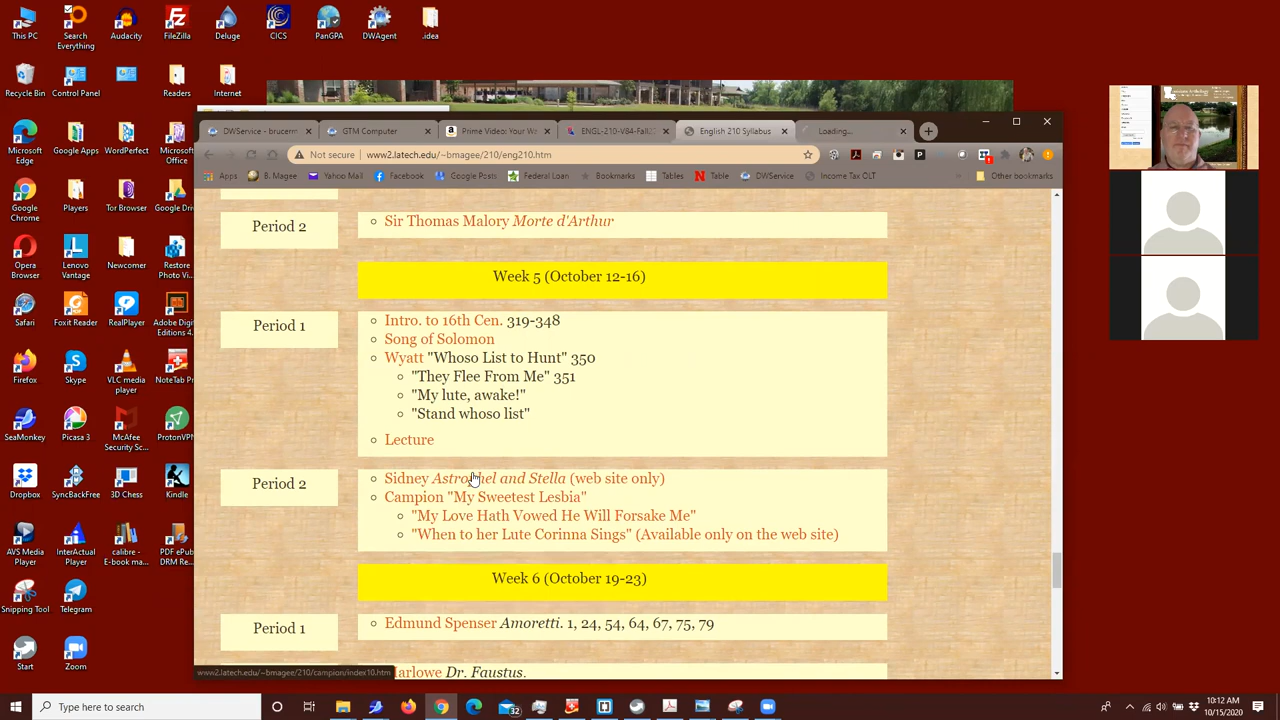 This PC
Search Everything
Audacity
FileZilla
Deluge
CICS
PanGPA
DWAgent
.idea
Recycle Bin
Control Panel
Readers
Internet
Microsoft Edge
Google Apps
WordPerfect
Microsoft Office
Google Chrome
Players
Tor Browser
Google Driv
Opera Browser
Lenovo Vantage
Newcomer
Restore Photo Vi...
Safari
Foxit Reader
RealPlayer
Adobe Digi
Editions 4.
Firefox
Skype
VLC media player
NoteTab Pr
SeaMonkey
Picasa 3
McAfee Security Sc...
ProtonVPN
Dropbox
SyncBackFree
3D Chess
Kindle
AVS Media Player
InterActual Player
calibre - E-book ma...
PDF ePub DRM Re...
Snipping Tool
Telegram
Start
Zoom
DWService - brucerm
GTM Computer
Prime Video: Your Wa
ENGL-210-V84-Fall20
English 210 Syllabus
Loading...
Not secure | www2.latech.edu/~bmagee/210/eng210.htm
Apps
B. Magee
Yahoo Mail
Facebook
Google Posts
Federal Loan
Bookmarks
Tables
Table
DWService
Income Tax OLT
»
Other bookmarks
Period 2
Sir Thomas Malory Morte d'Arthur
Week 5 (October 12-16)
Period 1
Intro. to 16th Cen. 319-348
Song of Solomon
Wyatt "Whoso List to Hunt" 350
"They Flee From Me" 351
"My lute, awake!"
"Stand whoso list"
Lecture
Period 2
Sidney Astrophel and Stella (web site only)
Campion "My Sweetest Lesbia"
"My Love Hath Vowed He Will Forsake Me"
"When to her Lute Corinna Sings" (Available only on the web site)
Week 6 (October 19-23)
Period 1
Edmund Spenser Amoretti. 1, 24, 54, 64, 67, 75, 79
Marlowe Dr. Faustus.
www2.latech.edu/~bmagee/210/campion/index10.htm
Type here to search
32
10:12 AM
10/15/2020